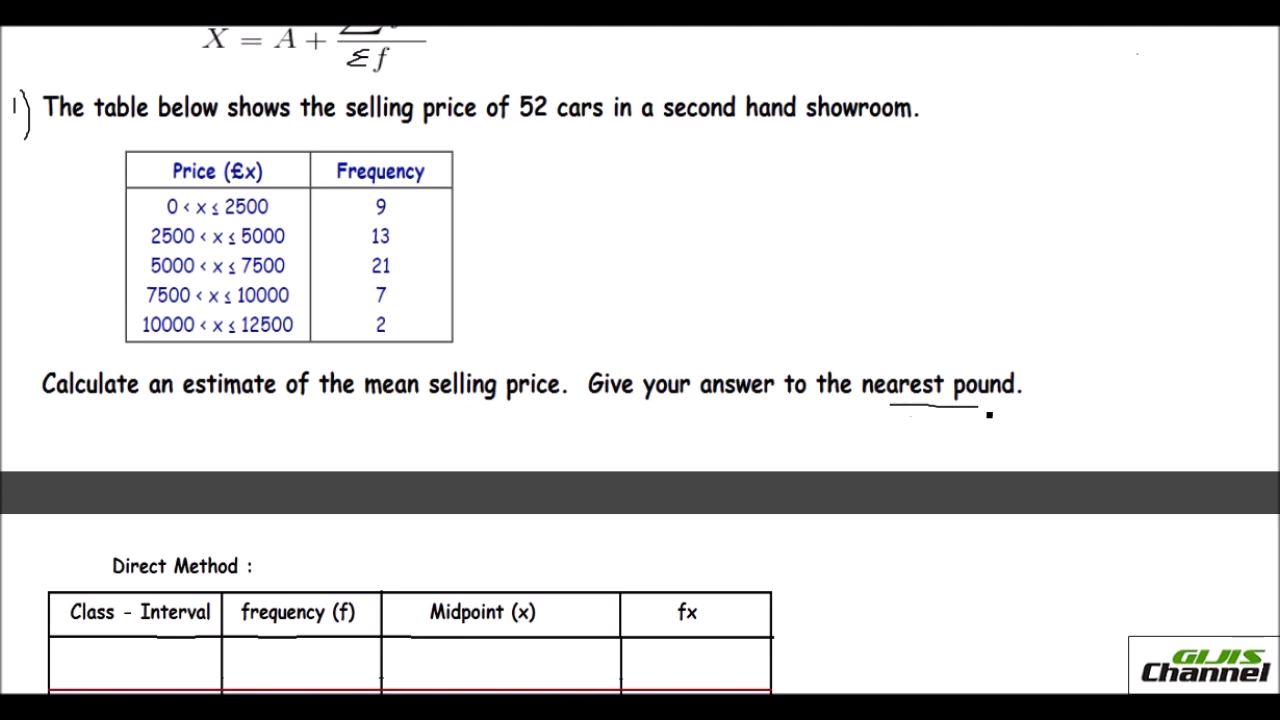 X = A +
Σf
1) The table below shows the selling price of 52 cars in a second hand showroom.
Price (£x) Frequency
0 < x ≤ 2500 9
2500 < x ≤ 5000 13
5000 < x ≤ 7500 21
7500 < x ≤ 10000 7
10000 < x ≤ 12500 2
Calculate an estimate of the mean selling price. Give your answer to the nearest pound.
Direct Method :
Class - Interval frequency (f) Midpoint (x) fx
GIJIS
Channel